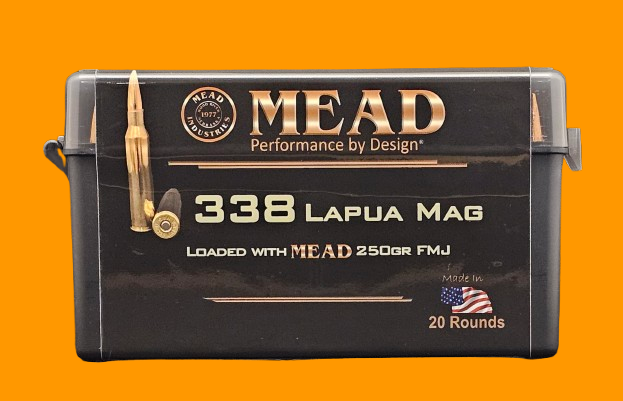 MEAD
INDUSTRIES
1977
MEAD
Performance by Design®
338 LAPUA MAG
LOADED WITH MEAD 250GR FMJ
Made In
20 Rounds